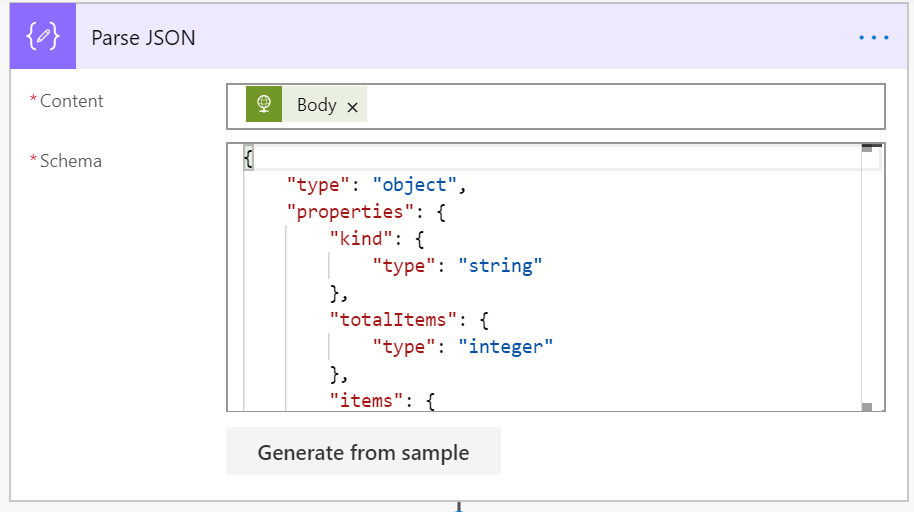 Parse JSON
* Content
Body ×
* Schema
{
"type": "object",
"properties": {
"kind": {
"type": "string"
},
"totalItems": {
"type": "integer"
},
"items": {
Generate from sample